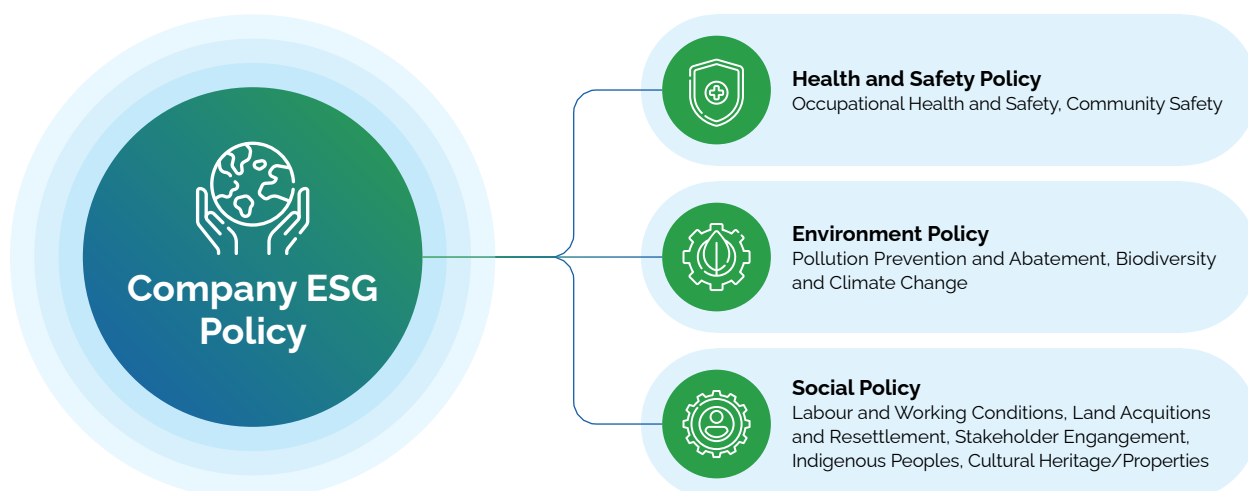 Company ESG
Policy
Health and Safety Policy
Occupational Health and Safety, Community Safety
Environment Policy
Pollution Prevention and Abatement, Biodiversity
and Climate Change
Social Policy
Labour and Working Conditions, Land Acquitions
and Resettlement, Stakeholder Engangement,
Indigenous Peoples, Cultural Heritage/Properties